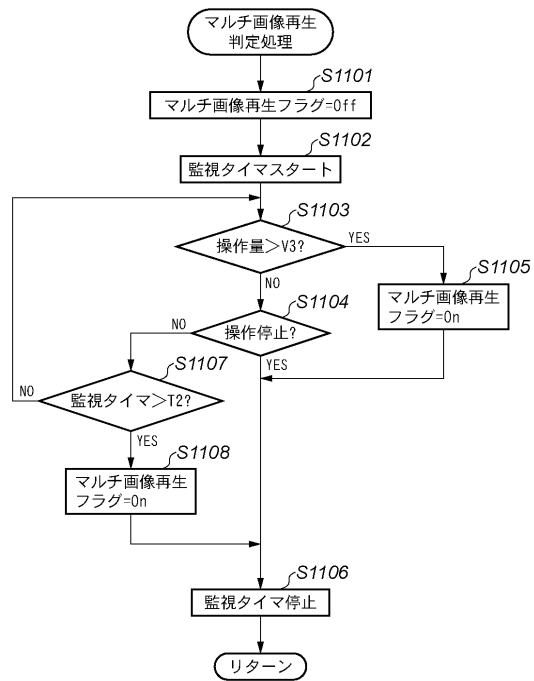 マルチ画像再生
判定処理
S1101
マルチ画像再生フラグ=Off
S1102
監視タイマスタート
S1103
操作量>V3?
YES
NO
S1105
マルチ画像再生
フラグ=On
S1104
操作停止?
NO
YES
S1107
監視タイマ>T2?
NO
YES
S1108
マルチ画像再生
フラグ=On
S1106
監視タイマ停止
リターン